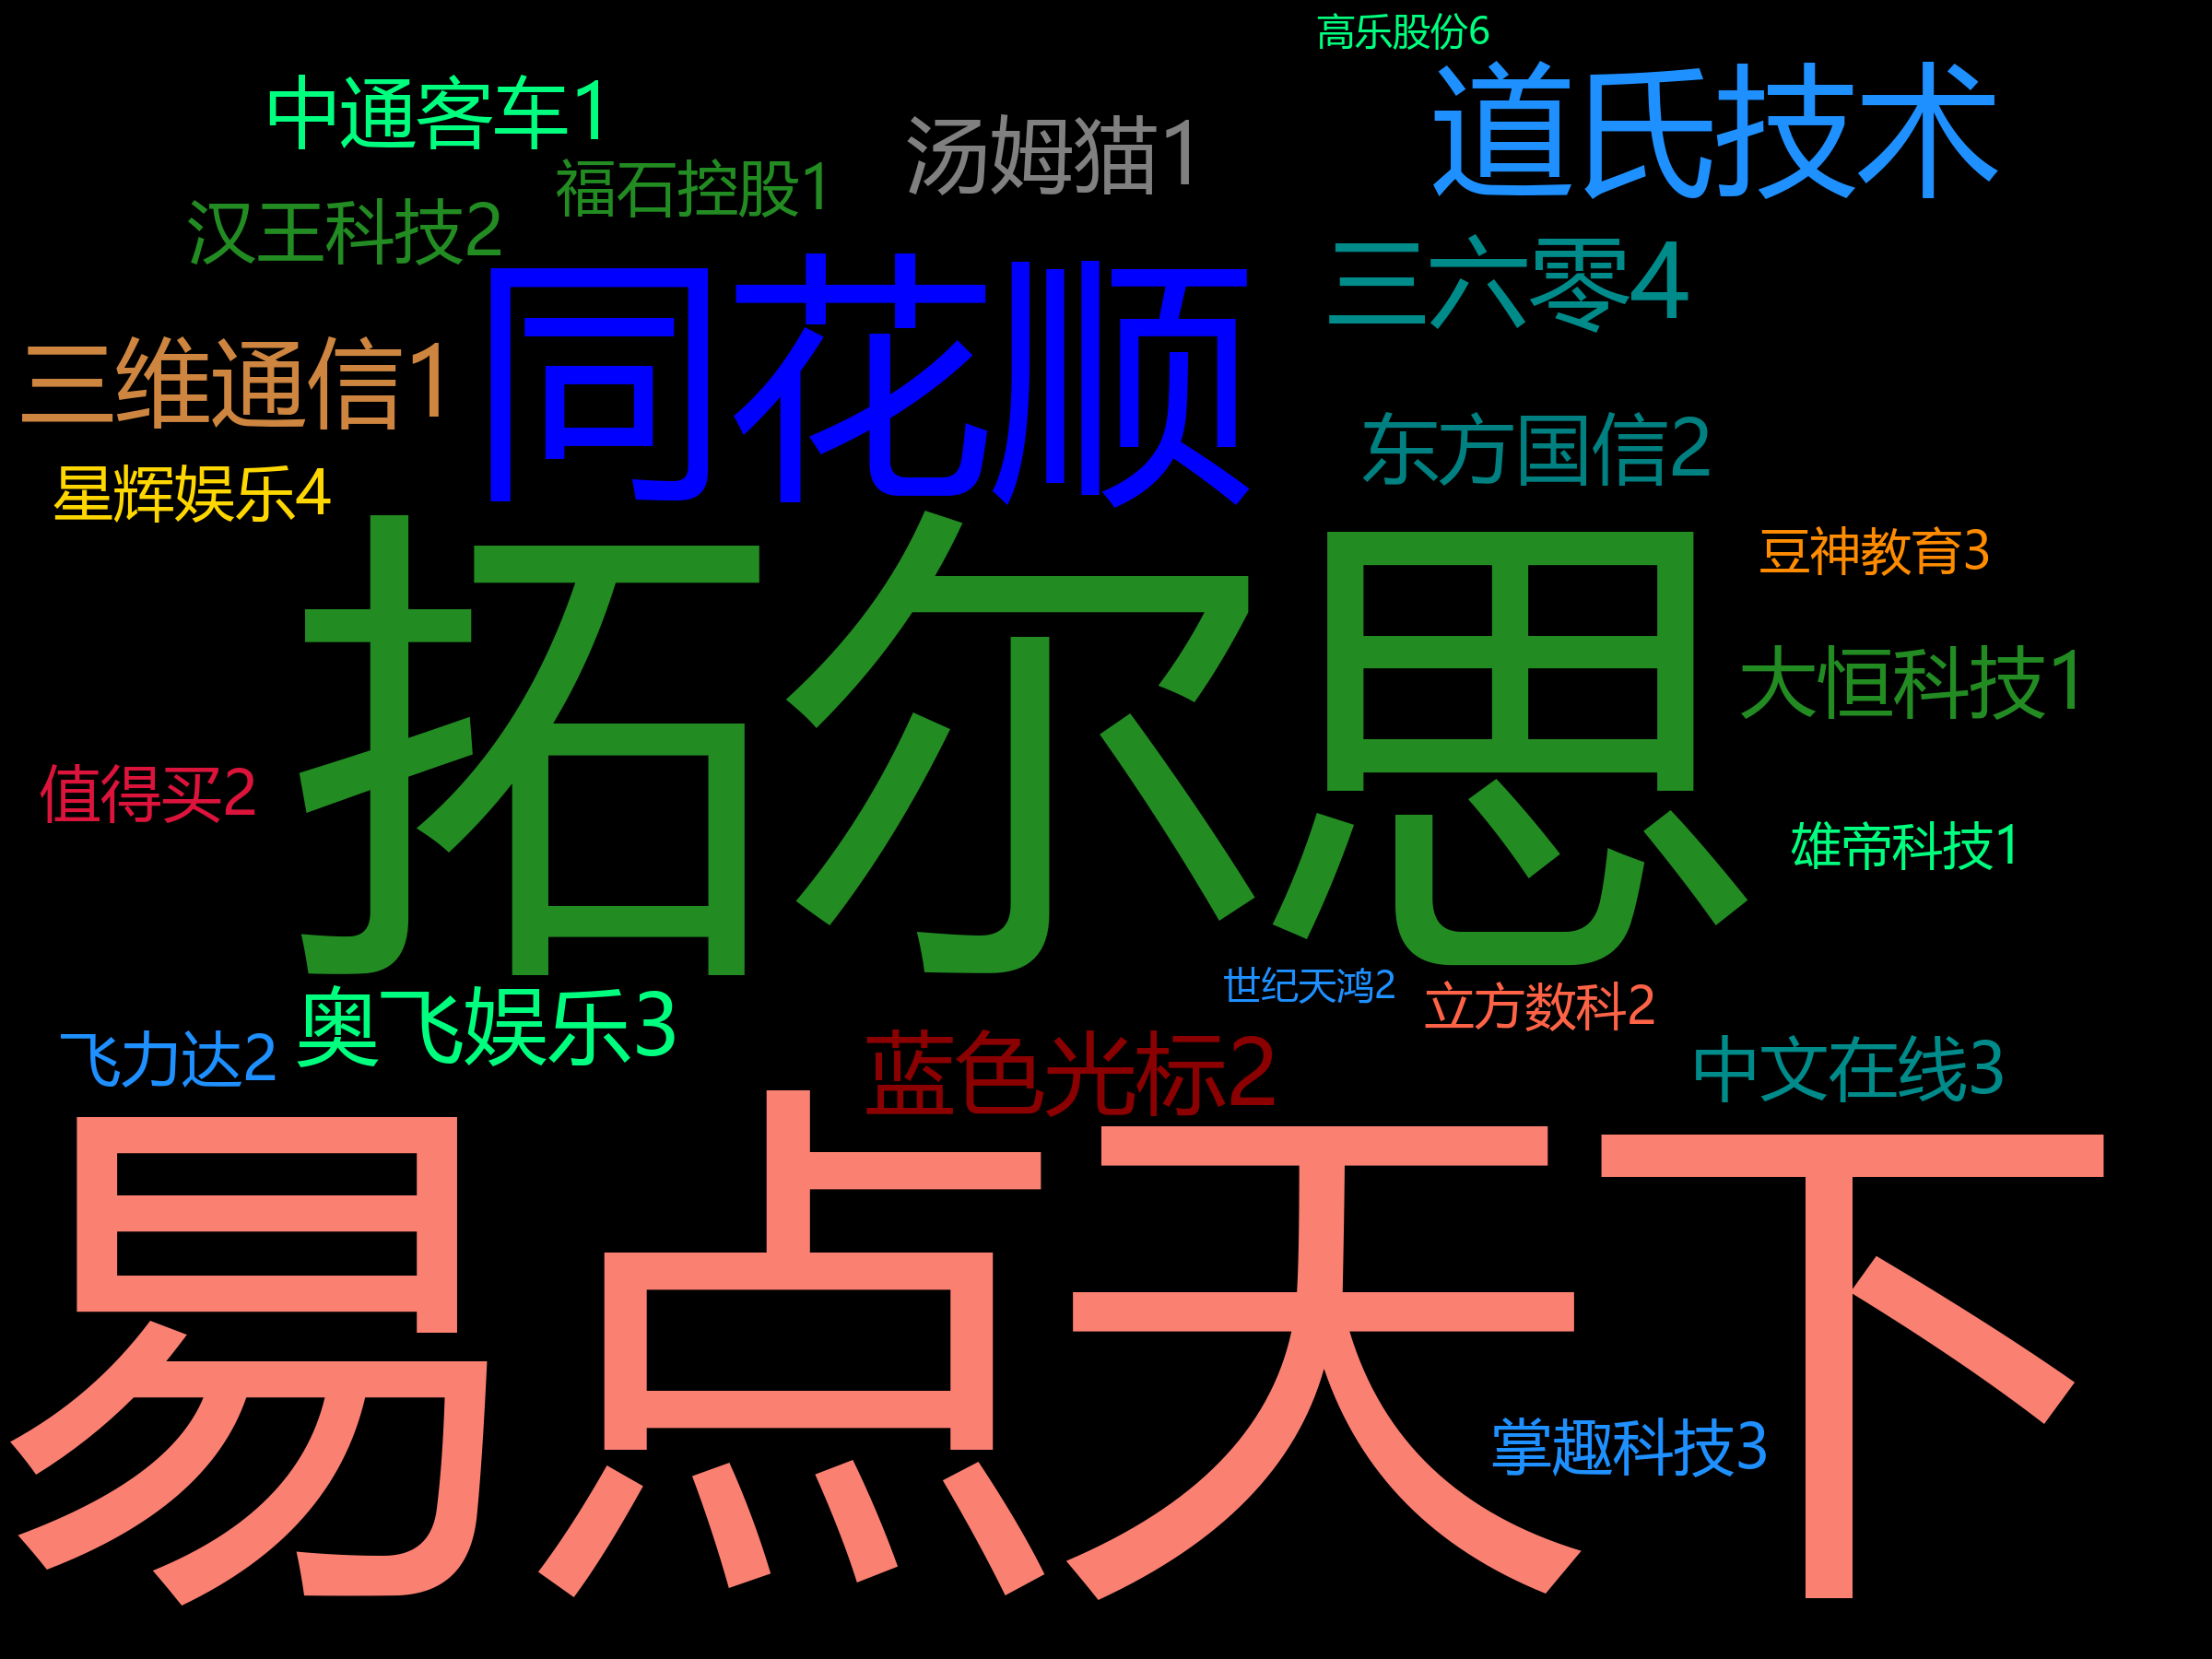 高乐股份6
中通客车1
道氏技术
汤姆猫1
福石控股1
汉王科技2
三六零4
同花顺
三维通信1
东方国信2
星辉娱乐4
拓尔思
豆神教育3
大恒科技1
值得买2
雄帝科技1
世纪天鸿2
立方数科2
奥飞娱乐3
飞力达2
蓝色光标2
中文在线3
易点天下
掌趣科技3